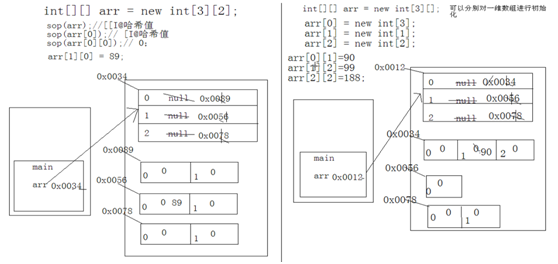 int[][] arr = new int[3][2];
sop(arr);//[[I@哈希值
sop(arr[0]);// [I@哈希值
sop(arr[0][0]);// 0;
arr[1][0] = 89;
0x0034
0 null 0x0089
1 null 0x0056
2 null 0x0078
0x0089
0 0 1 0
main
arr 0x0034
0x0056
0 0 89 1 0
0x0078
0 0 1 0
int[][] arr = new int[3][]; 可以分别对一维数组进行初始化
arr[0] = new int[3];
arr[1] = new int[1];
arr[2] = new int[2];
arr[0][1]=90
arr[1][2]=99
arr[2][2]=188;
0x0012
0 null 0x0034
1 null 0x0056
2 null 0x0078
0x0034
0 0 1 0 90 2 0
main
arr 0x0012
0x0056
0 0
0x0078
0 0 1 0